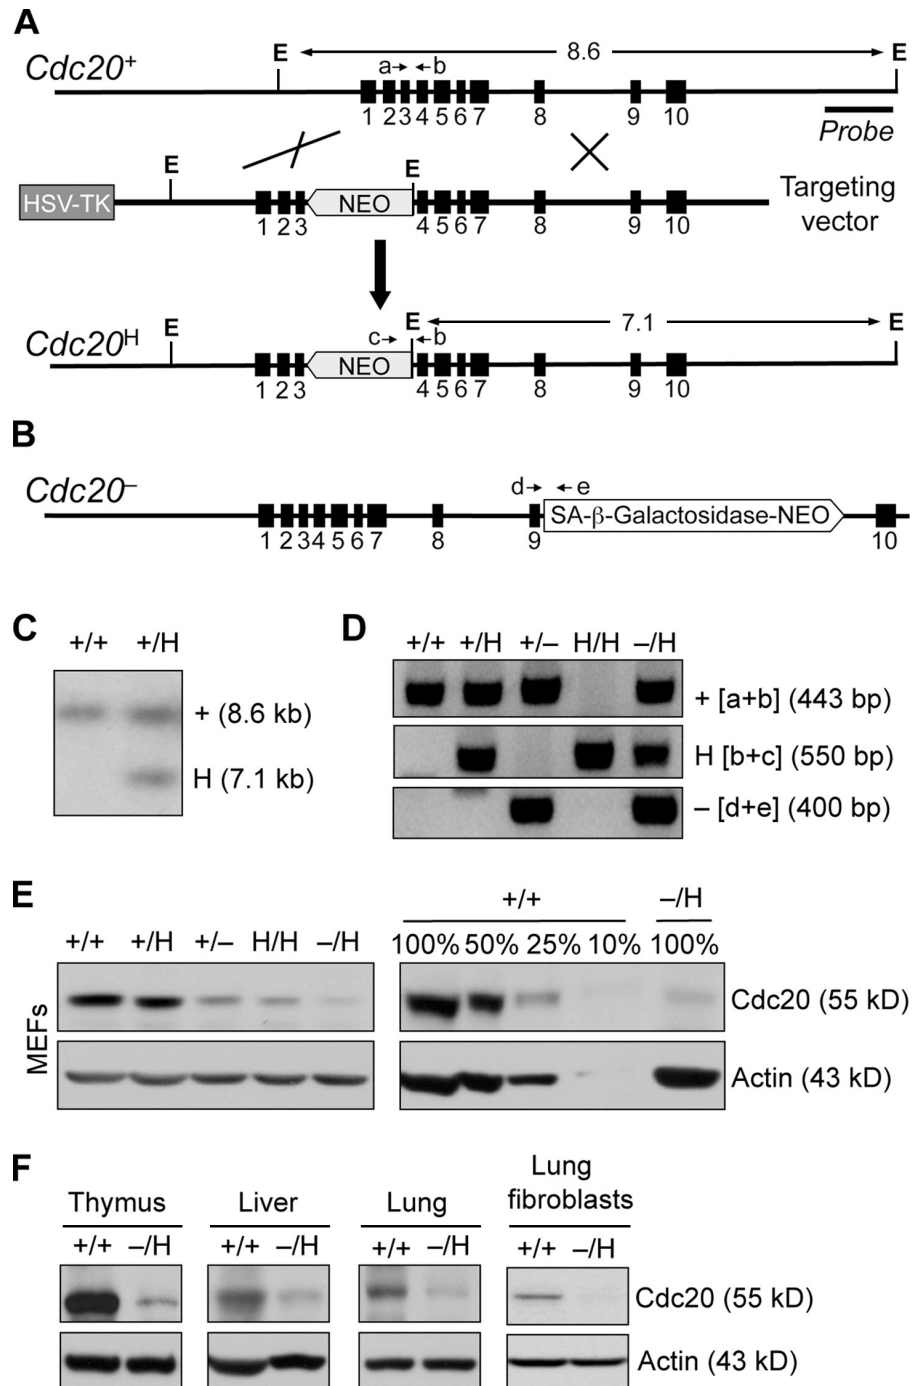 A
Cdc20+
E
8.6
E
a
b
1 2 3 4 5 6 7 8 9 10
Probe
HSV-TK
E
NEO
E
Targeting
vector
1 2 3 4 5 6 7 8 9 10
Cdc20H
E
c
E
b
7.1
E
NEO
1 2 3 4 5 6 7 8 9 10
B
Cdc20–
d
e
SA-β-Galactosidase-NEO
1 2 3 4 5 6 7 8 9 10
C
+/+ +/H
+ (8.6 kb)
H (7.1 kb)
D
+/+ +/H +/– H/H –/H
+ [a+b] (443 bp)
H [b+c] (550 bp)
– [d+e] (400 bp)
E
+/+ –/H
+/+ +/H +/– H/H –/H
100% 50% 25% 10% 100%
MEFs
Cdc20 (55 kD)
Actin (43 kD)
F
Thymus Liver Lung Lung
fibroblasts
+/+ –/H +/+ –/H +/+ –/H +/+ –/H
Cdc20 (55 kD)
Actin (43 kD)